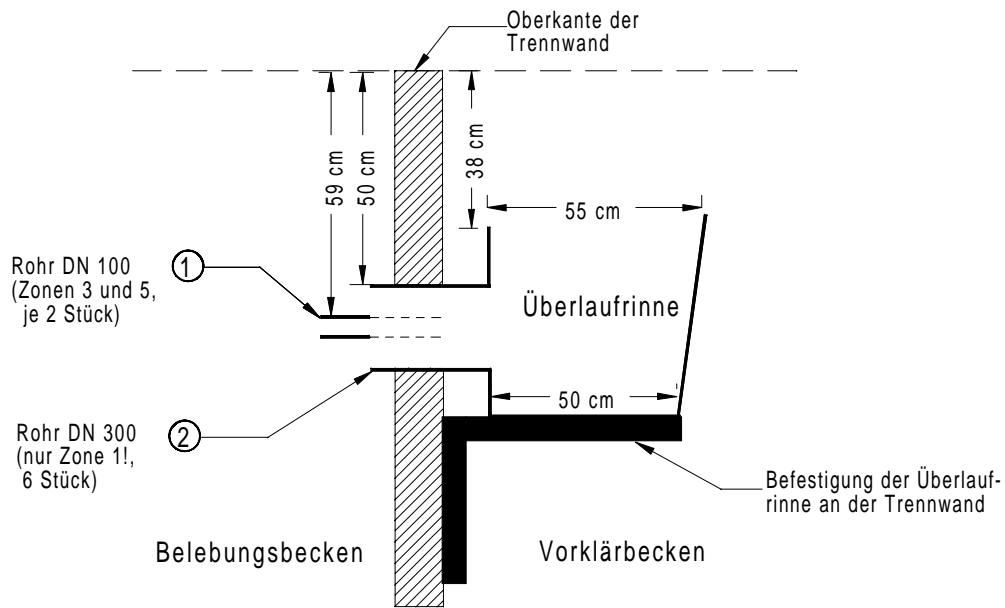 Oberkante der
Trennwand
59 cm
50 cm
38 cm
55 cm
Rohr DN 100
(Zonen 3 und 5,
je 2 Stück)
1
Überlaufrinne
50 cm
Rohr DN 300
(nur Zone 1!,
6 Stück)
2
Befestigung der Überlauf-
rinne an der Trennwand
Belebungsbecken
Vorklärbecken